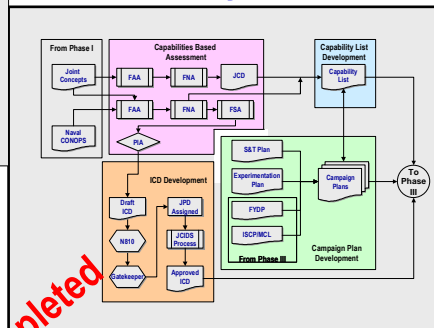 From Phase I
Capabilities Based
Assessment
Capability List
Development
Joint
Concepts
FAA
FNA
JCD
Capability
List
Naval
CONOPS
FAA
FNA
FSA
PIA
ICD Development
Draft
ICD
N810
Gatekeeper
JPD
Assigned
JCIDS
Process
Approved
ICD
S&T Plan
Experimentation
Plan
FYDP
ISCP/MCL
From Phase III
Campaign
Plans
Campaign Plan
Development
To
Phase
III
pleted